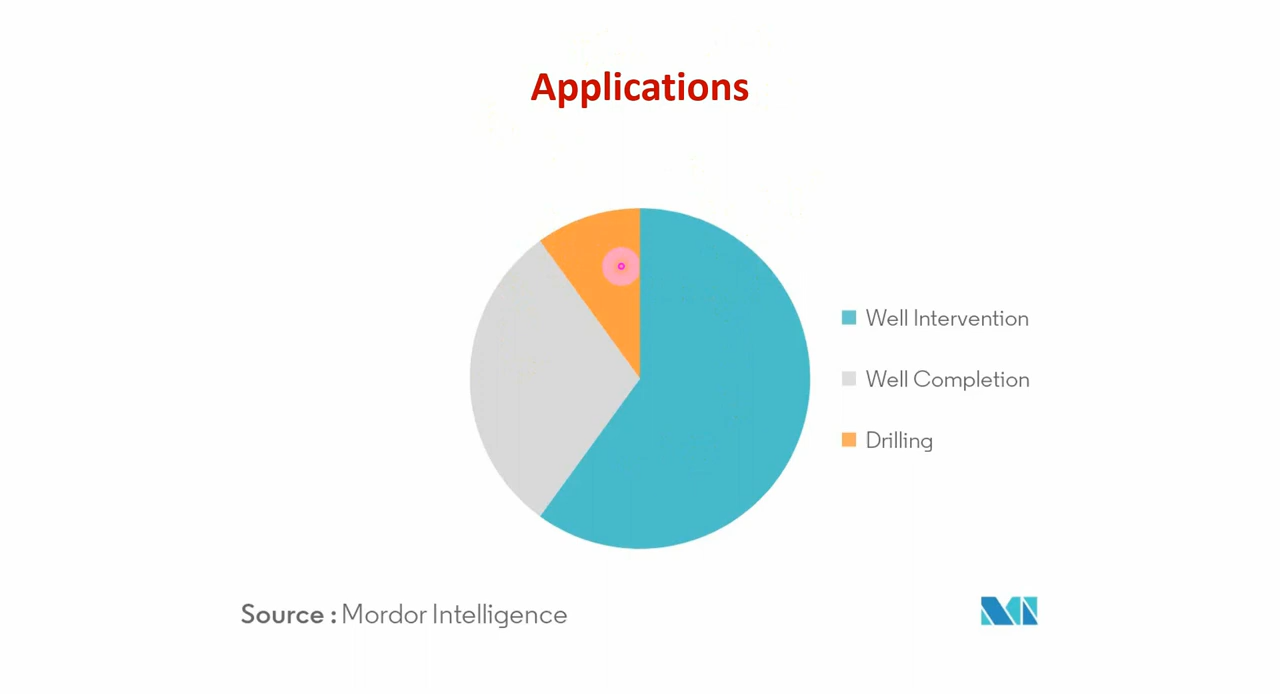 Applications
Well Intervention
Well Completion
Drilling
Source : Mordor Intelligence